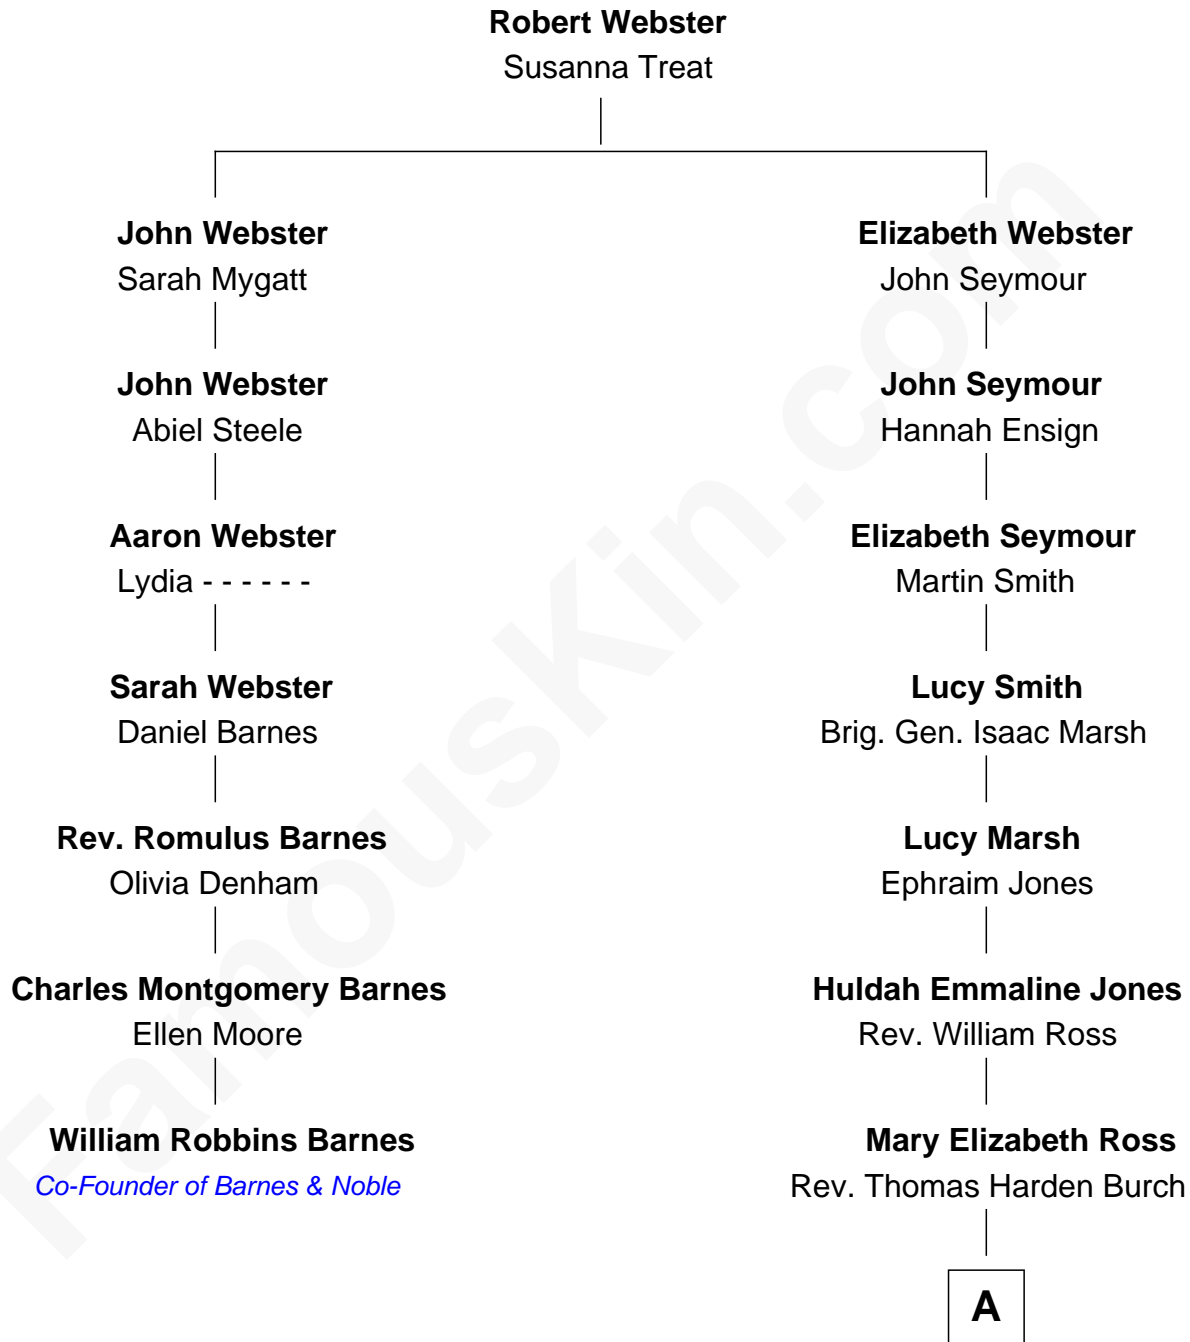 Robert Webster
Susanna Treat
John Webster
Sarah Mygatt
Elizabeth Webster
John Seymour
John Webster
Abiel Steele
John Seymour
Hannah Ensign
Aaron Webster
Lydia - - - - - -
Elizabeth Seymour
Martin Smith
Sarah Webster
Daniel Barnes
Lucy Smith
Brig. Gen. Isaac Marsh
Rev. Romulus Barnes
Olivia Denham
Lucy Marsh
Ephraim Jones
Charles Montgomery Barnes
Ellen Moore
Huldah Emmaline Jones
Rev. William Ross
William Robbins Barnes
Co-Founder of Barnes & Noble
Mary Elizabeth Ross
Rev. Thomas Harden Burch
A
FamousKin.com